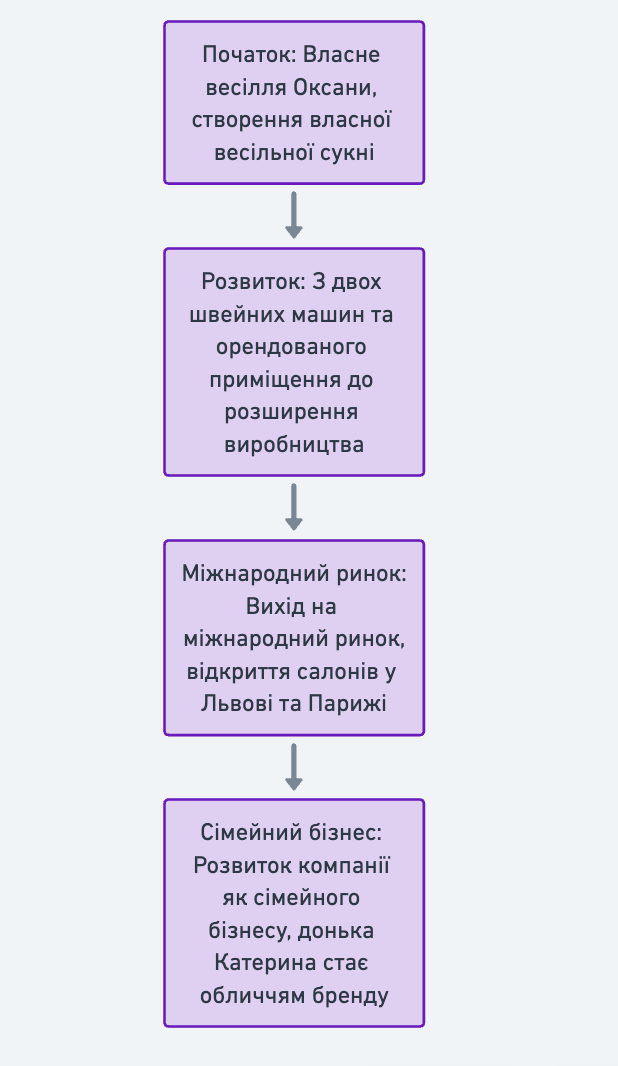 Початок: Власне
весілля Оксани,
створення власної
весільної сукні
Розвиток: З двох
швейних машин та
орендованого
приміщення до
розширення
виробництва
Міжнародний ринок:
Вихід на
міжнародний ринок,
відкриття салонів у
Львові та Парижі
Сімейний бізнес:
Розвиток компанії
як сімейного
бізнесу, донька
Катерина стає
обличчям бренду